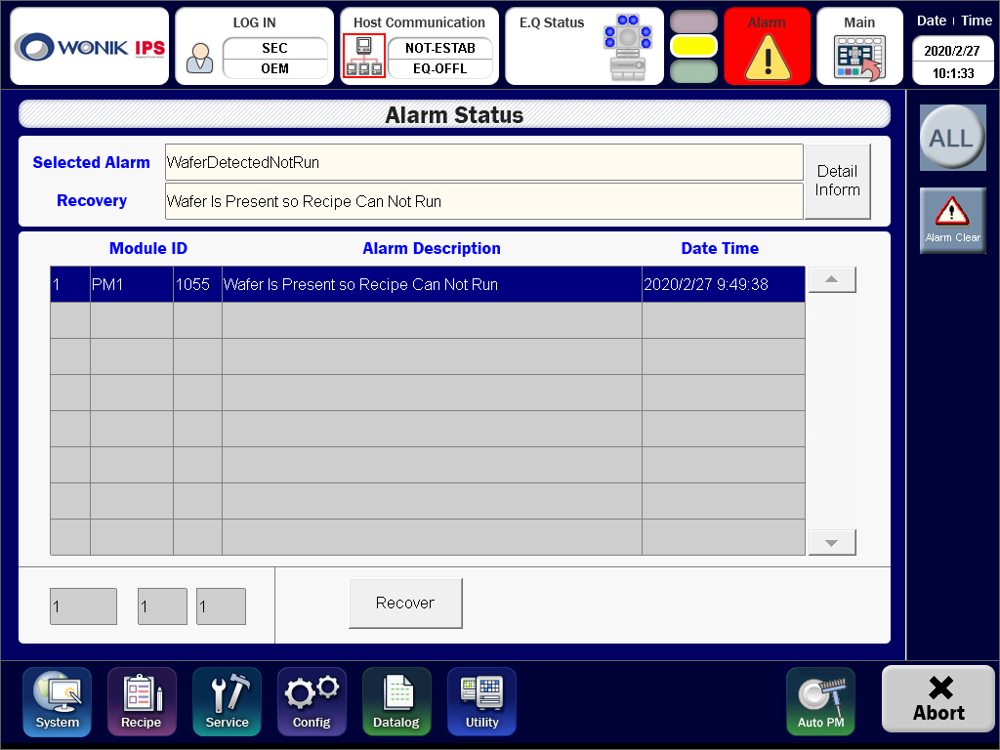 WONIK IPS
LOG IN
SEC
OEM
Host Communication
NOT-ESTAB
EQ-OFFL
E.Q Status
Alarm
Main
Date Time
2020/2/27
10:1:33
Alarm Status
Selected Alarm WaferDetectedNotRun
Recovery Wafer Is Present so Recipe Can Not Run
Detail
Inform
ALL
Alarm Clear
Module ID Alarm Description Date Time
1 PM1 1055 Wafer Is Present so Recipe Can Not Run 2020/2/27 9:49:38
1 1 1
Recover
System Recipe Service Config Datalog Utility Auto PM
Abort